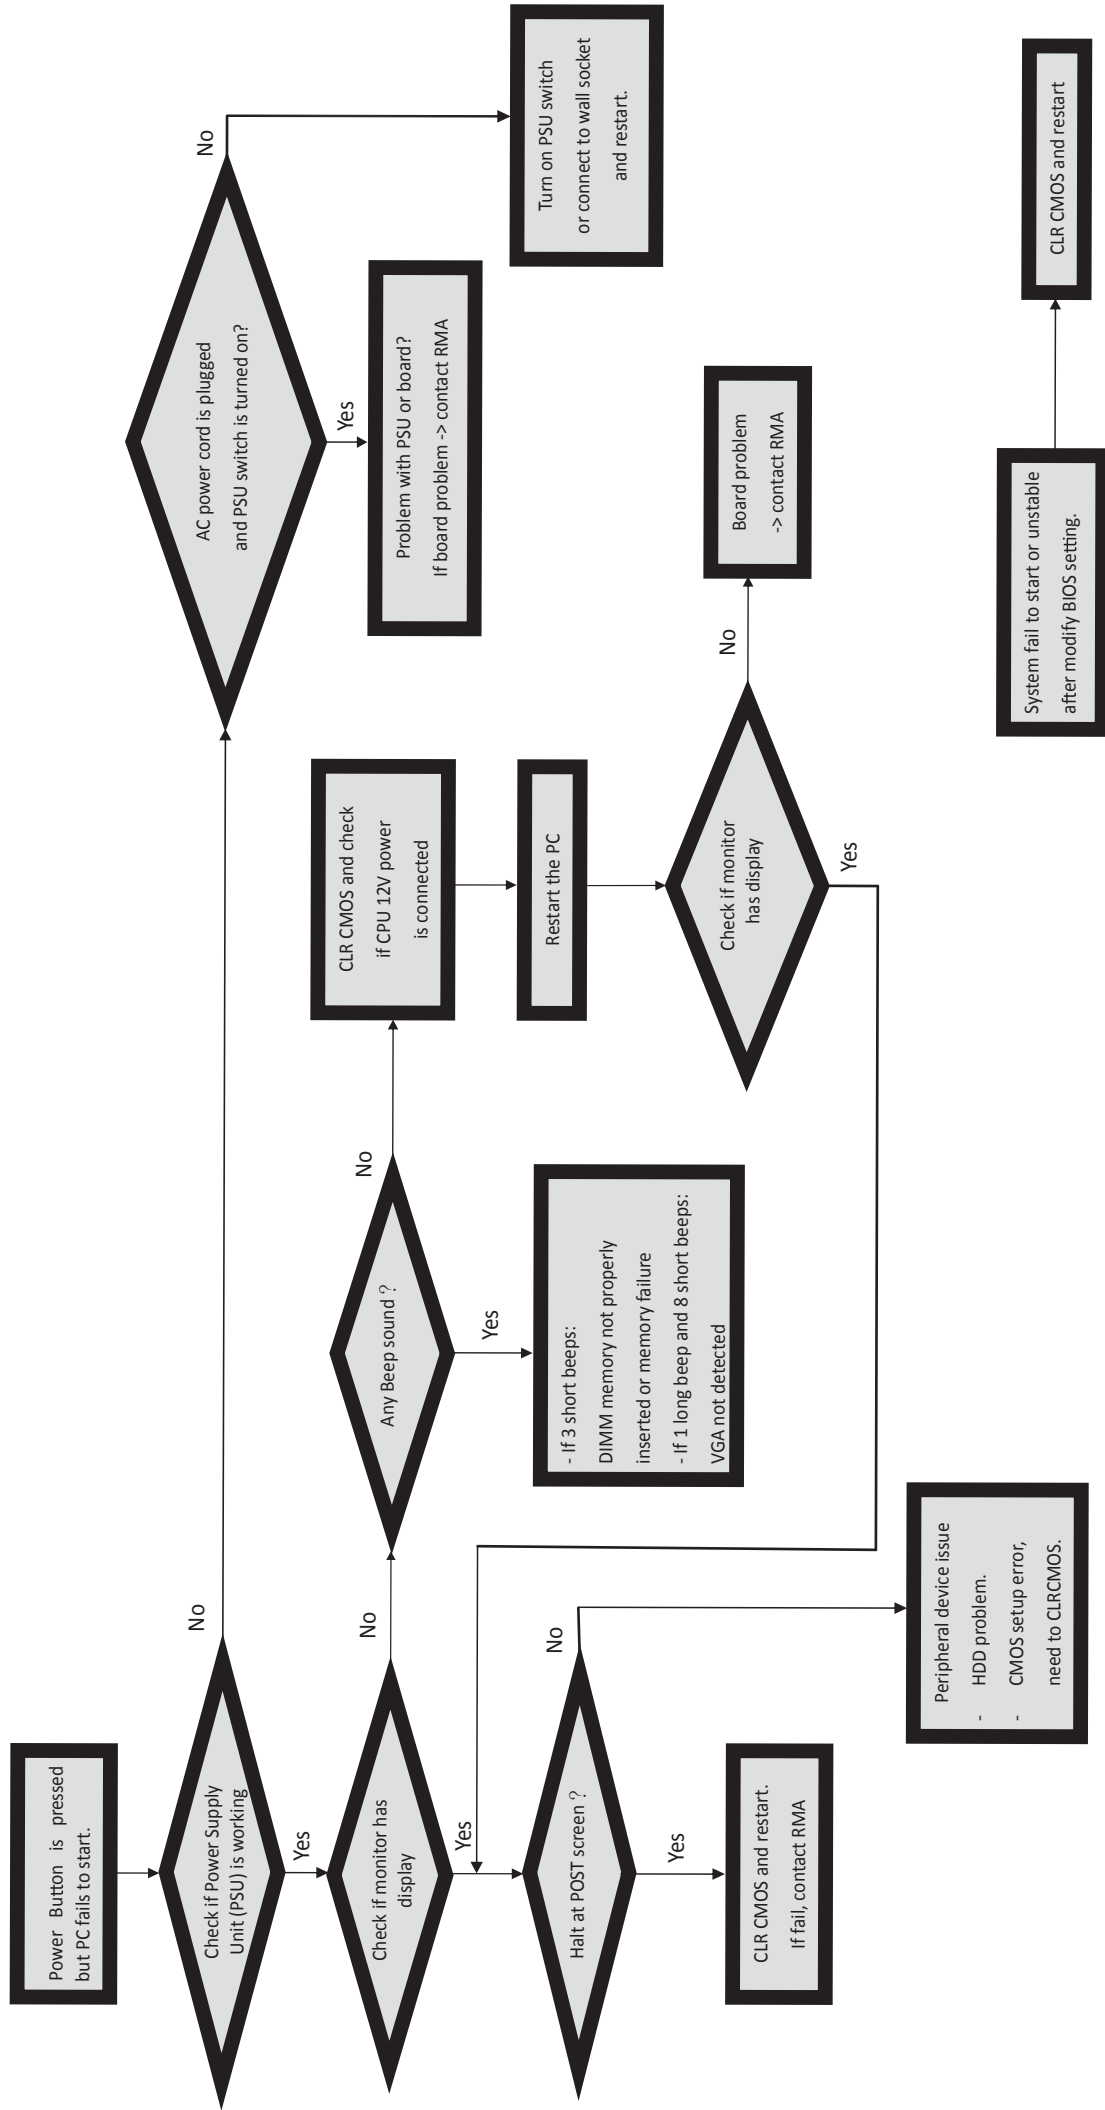 Power Button is pressed
but PC fails to start.
Check if Power Supply
Unit (PSU) is working
No
Yes
AC power cord is plugged
and PSU switch is turned on?
No
Yes
Turn on PSU switch
or connect to wall socket
and restart.
Problem with PSU or board?
If board problem -> contact RMA
Check if monitor has
display
No
Yes
Any Beep sound ?
No
Yes
- If 3 short beeps:
DIMM memory not properly
inserted or memory failure
- If 1 long beep and 8 short beeps:
VGA not detected
CLR CMOS and check
if CPU 12V power
is connected
Restart the PC
Check if monitor
has display
No
Yes
Board problem
-> contact RMA
Halt at POST screen ?
No
Yes
CLR CMOS and restart.
If fail, contact RMA
Peripheral device issue
- HDD problem.
- CMOS setup error,
need to CLRCMOS.
System fail to start or unstable
after modify BIOS setting.
CLR CMOS and restart